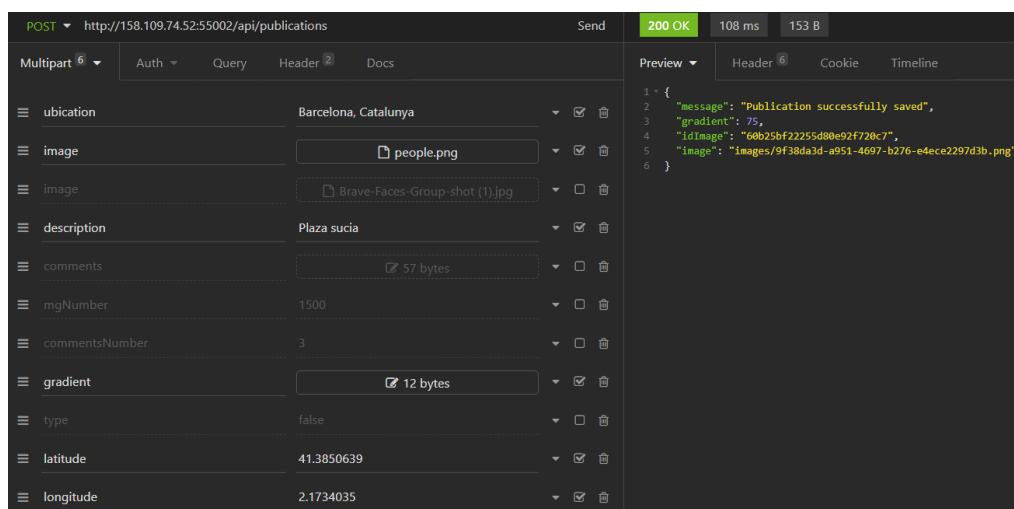 POST http://158.109.74.52:55002/api/publications Send 200 OK 108 ms 153 B
Multipart 6 Auth Query Header 2 Docs
Preview Header 6 Cookie Timeline
ubication Barcelona, Catalunya
image people.png
image Brave-Faces-Group-shot (1).jpg
description Plaza sucia
comments 57 bytes
mgNumber 1500
commentsNumber 3
gradient 12 bytes
type false
latitude 41.3850639
longitude 2.1734035
1 {
2 "message": "Publication successfully saved",
3 "gradient": 75,
4 "idImage": "60b25bf22255d80e92f720c7",
5 "image": "images/9f38da3d-a951-4697-b276-e4ece2297d3b.png"
6 }